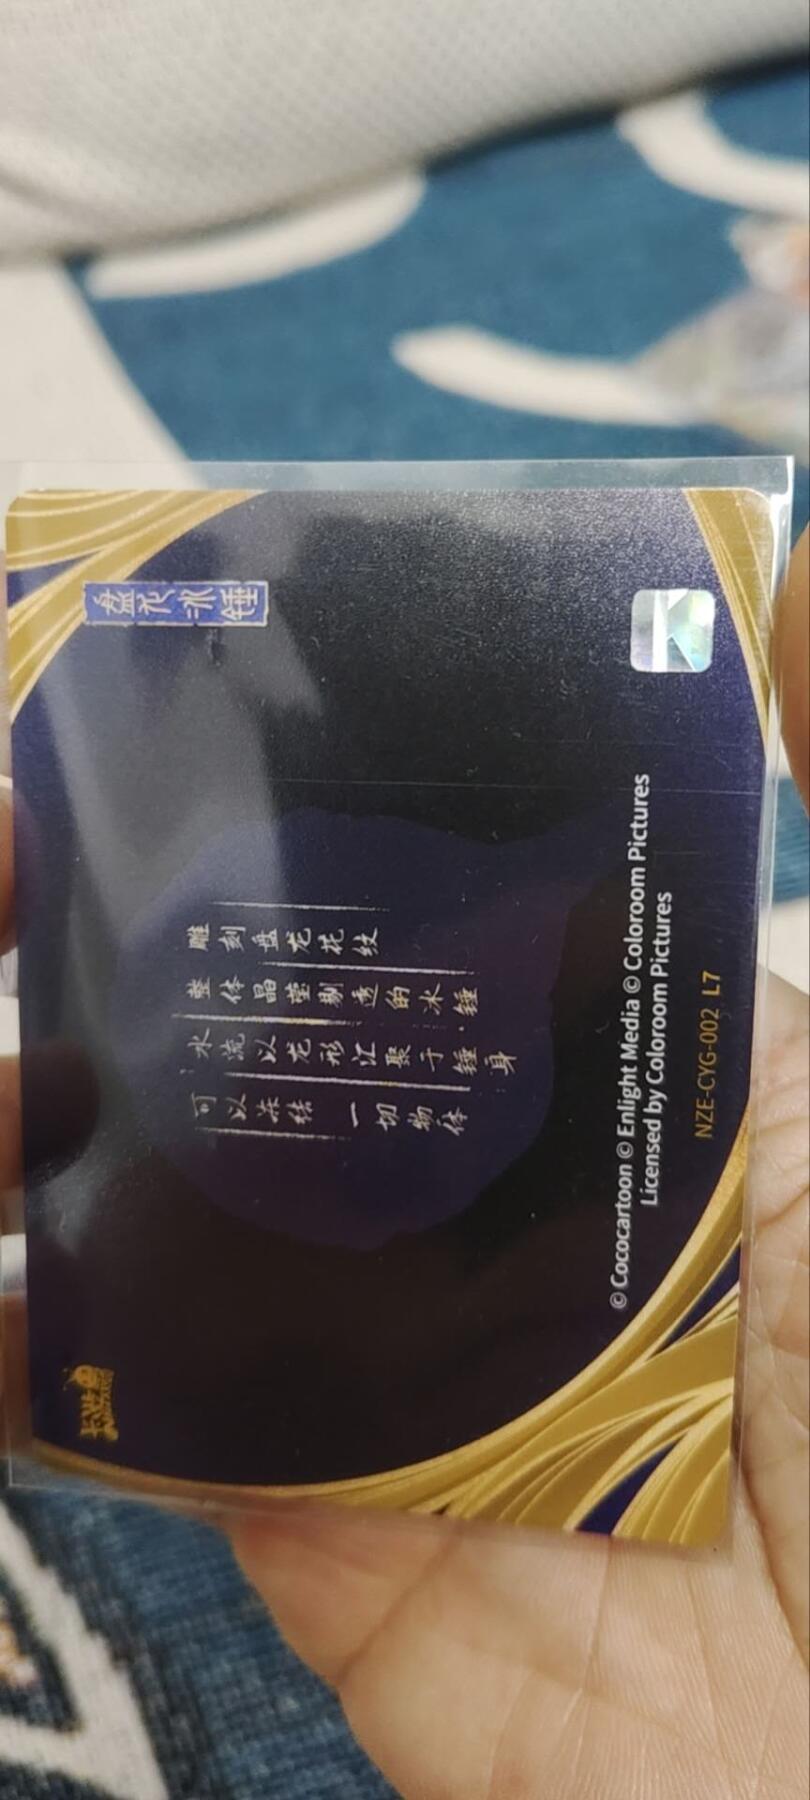 盘花冰锤
雕刻盘龙花纹
整体晶莹剔透的冰锤
水流以龙形汇聚于锤身
可以冻结一切物体
© Cococartoon © Enlight Media © Coloroom Pictures
Licensed by Coloroom Pictures
NZE-CYG-002 L7